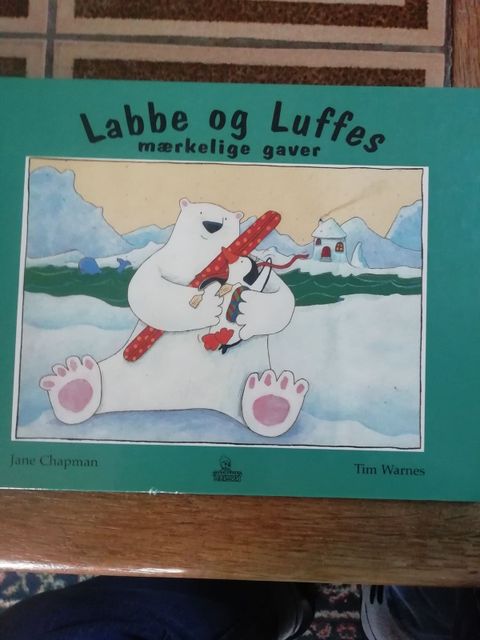 Labbe og Luffes
mærkelige gaver
Jane Chapman
Tim Warnes